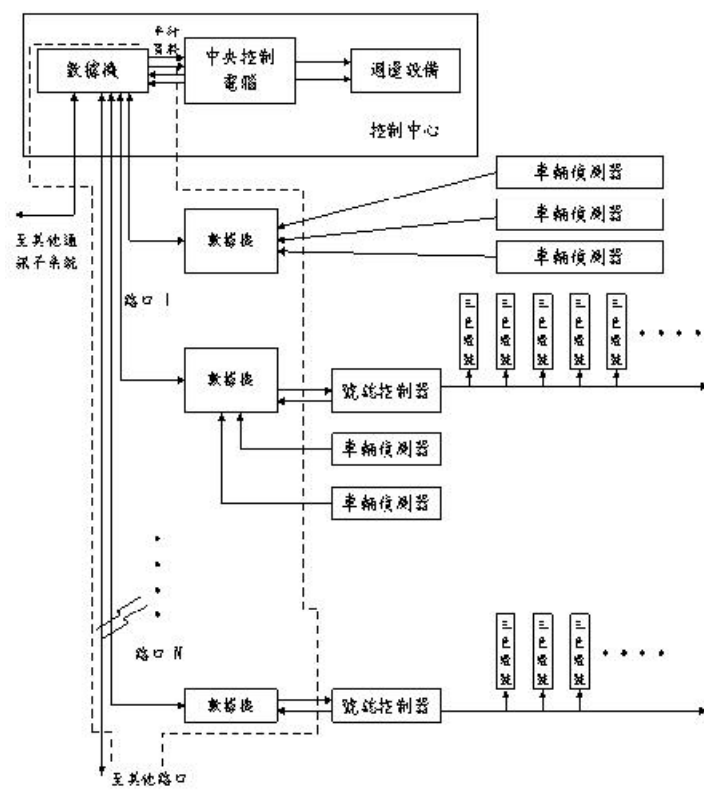 數據機
中央控制
電腦
週邊設備
控制中心
車輛偵測器
車輛偵測器
車輛偵測器
數據機
至其他通
訊子系統
路口 1
三色燈號
三色燈號
三色燈號
三色燈號
三色燈號
數據機
號誌控制器
車輛偵測器
車輛偵測器
三色燈號
三色燈號
三色燈號
路口 N
數據機
號誌控制器
至其他路口